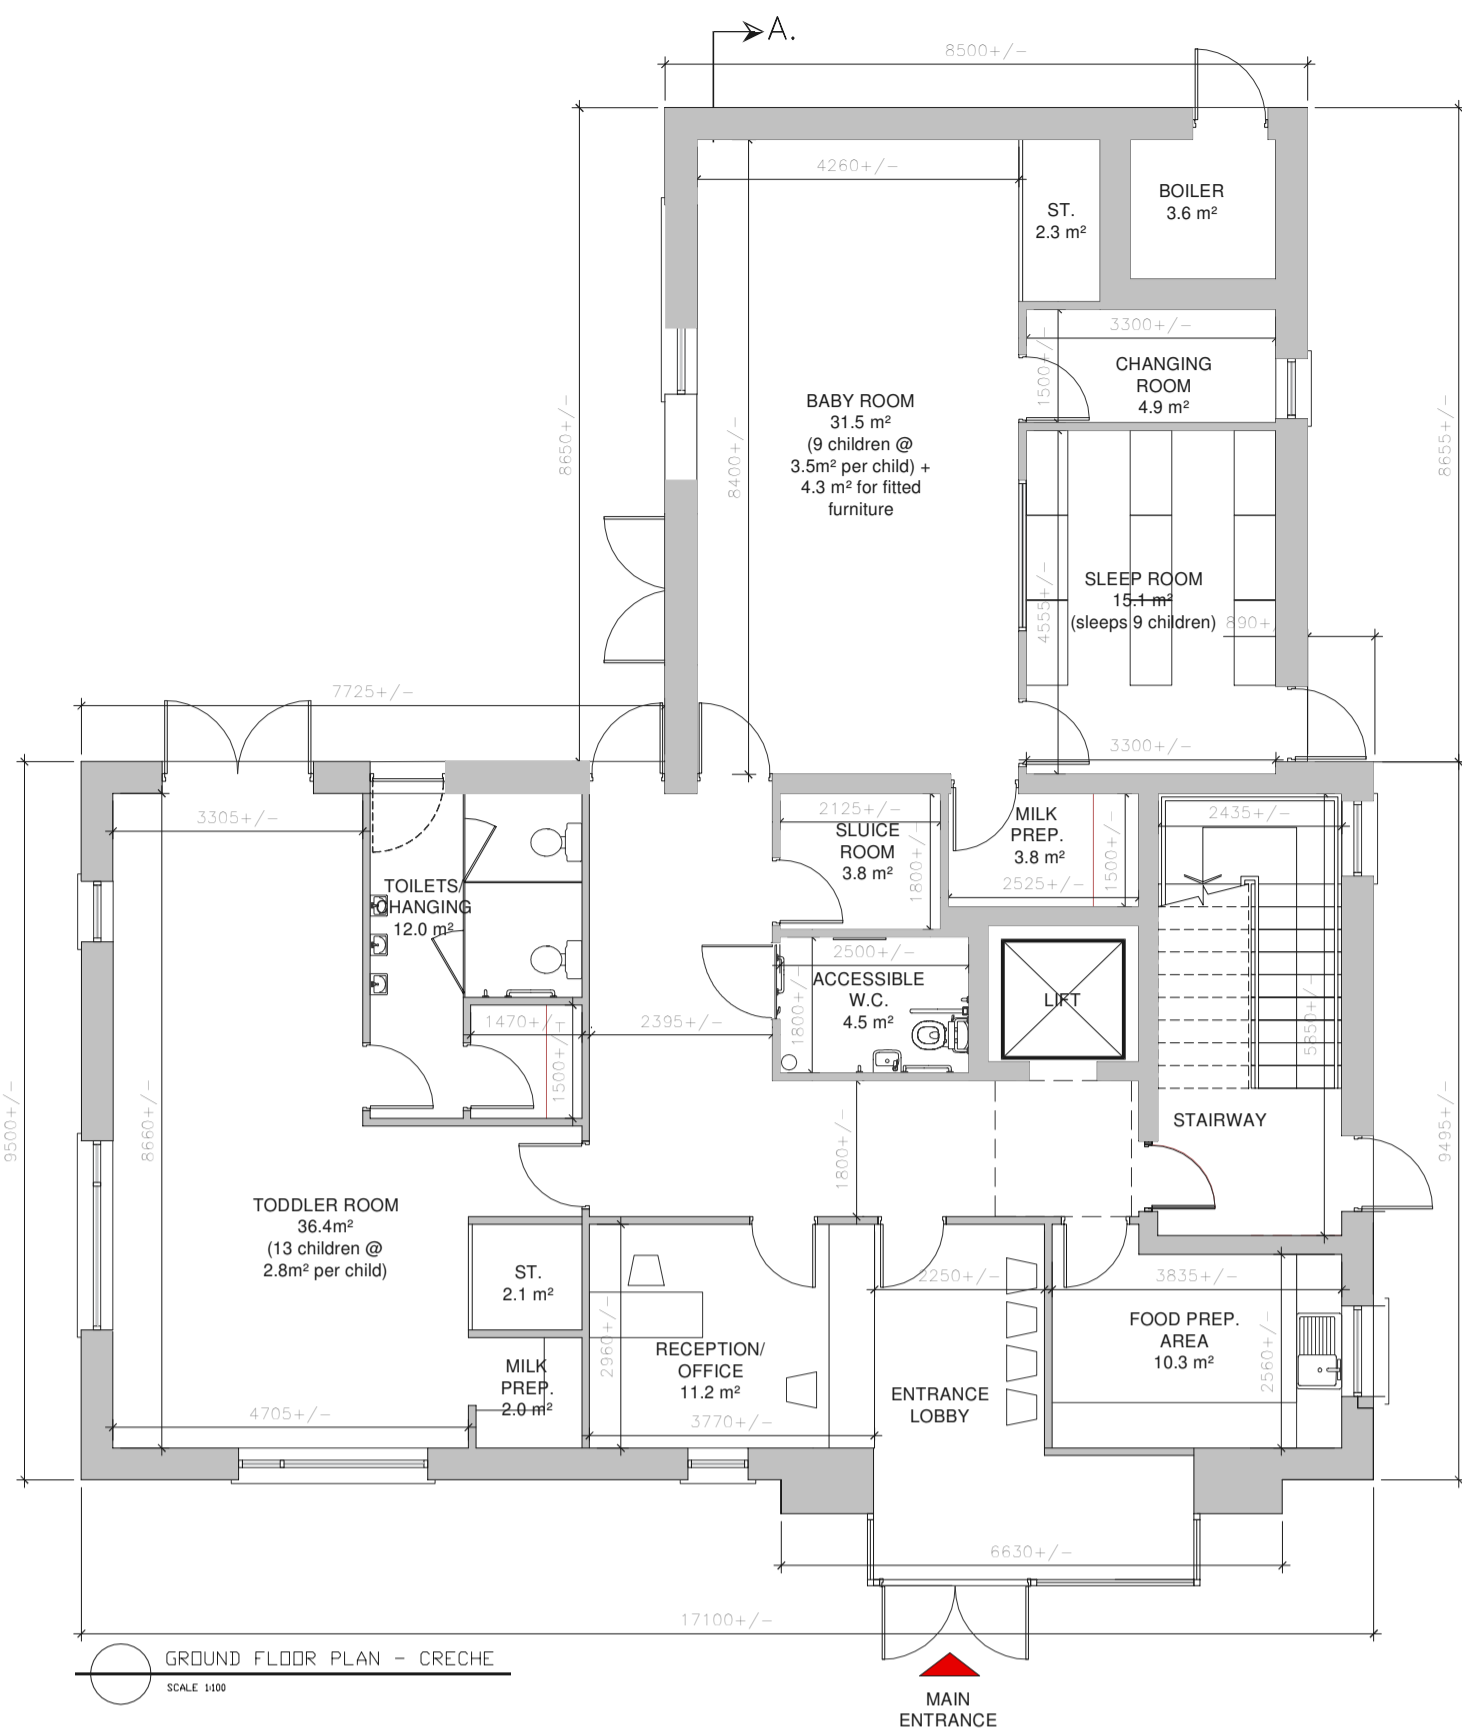 A.
8500+/-
4260+/-
BOILER
3.6 m²
ST.
2.3 m²
3300+/-
1500+/-
CHANGING
ROOM
4.9 m²
8650+/-
8400+/-
8655+/-
BABY ROOM
31.5 m²
(9 children @
3.5m² per child) +
4.3 m² for fitted
furniture
4555+/-
SLEEP ROOM
15.1 m²
(sleeps 9 children)
890+/
7725+/-
3300+/-
3305+/-
2125+/-
SLUICE
ROOM
3.8 m²
1800+/-
MILK
PREP.
3.8 m²
2525+/-
1500+/-
2435+/-
TOILETS/
CHANGING
12.0 m²
2500+/-
ACCESSIBLE
W.C.
4.5 m²
1800+/-
LIFT
5850+/-
1470+/-
1500+/-
2395+/-
9500+/-
8660+/-
1800+/-
STAIRWAY
9495+/-
TODDLER ROOM
36.4m²
(13 children @
2.8m² per child)
ST.
2.1 m²
2250+/-
3835+/-
2960+/-
RECEPTION/
OFFICE
11.2 m²
FOOD PREP.
AREA
10.3 m²
2560+/-
MILK
PREP.
2.0 m²
ENTRANCE
LOBBY
4705+/-
3770+/-
6630+/-
17100+/-
GROUND FLOOR PLAN - CRECHE
SCALE 1:100
MAIN
ENTRANCE